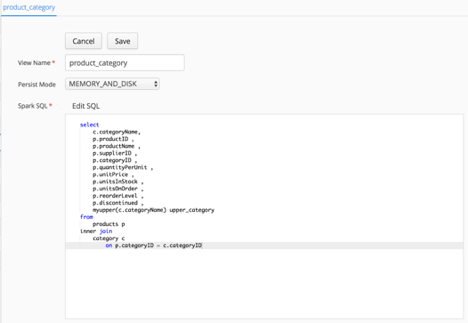 product_category
Cancel Save
View Name * product_category
Persist Mode MEMORY_AND_DISK
Spark SQL * Edit SQL
select
c.categoryName,
p.productID ,
p.productName ,
p.supplierID ,
p.categoryID ,
p.quantityPerUnit ,
p.unitPrice ,
p.unitsInStock ,
p.unitsOnOrder ,
p.reorderLevel ,
p.discontinued ,
myupper(c.categoryName) upper_category
from
products p
inner join
category c
on p.categoryID = c.categoryID